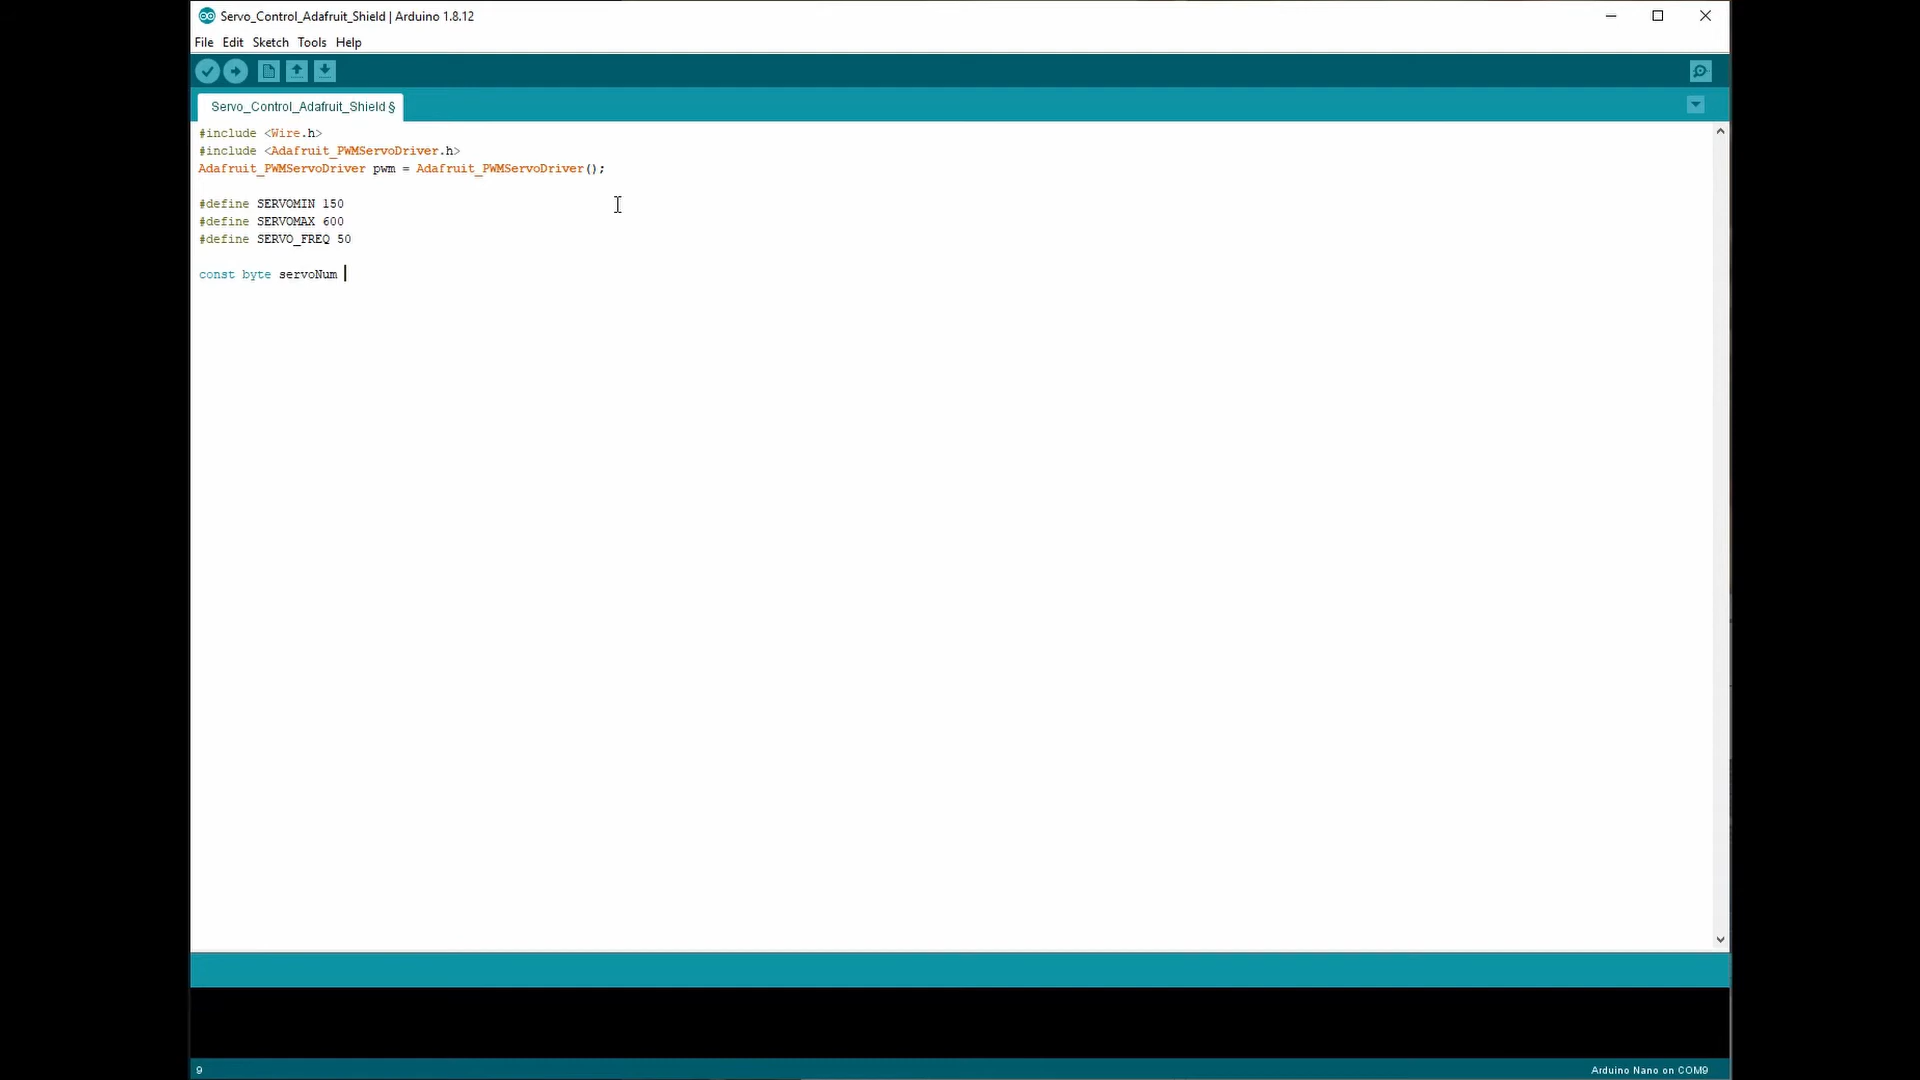 Servo_Control_Adafruit_Shield | Arduino 1.8.12
File Edit Sketch Tools Help
Servo_Control_Adafruit_Shield §
#include <Wire.h>
#include <Adafruit_PWMServoDriver.h>
Adafruit_PWMServoDriver pwm = Adafruit_PWMServoDriver();
#define SERVOMIN 150
#define SERVOMAX 600
#define SERVO_FREQ 50
const byte servoNum
9
Arduino Nano on COM9